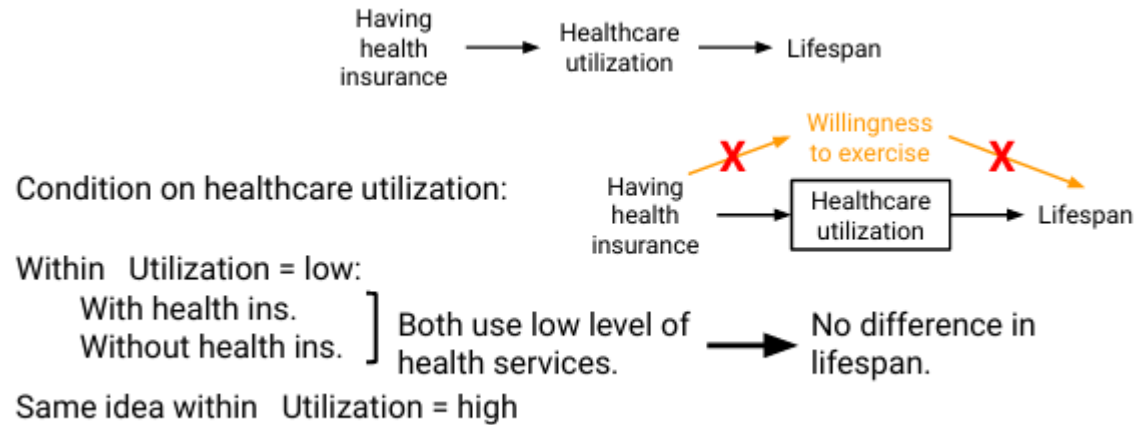 Having
health
insurance
Healthcare
utilization
Lifespan
Willingness
to exercise
X
X
Condition on healthcare utilization:
Having
health
insurance
Healthcare
utilization
Lifespan
Within Utilization = low:
With health ins.
Without health ins.
Both use low level of
health services.
No difference in
lifespan.
Same idea within Utilization = high